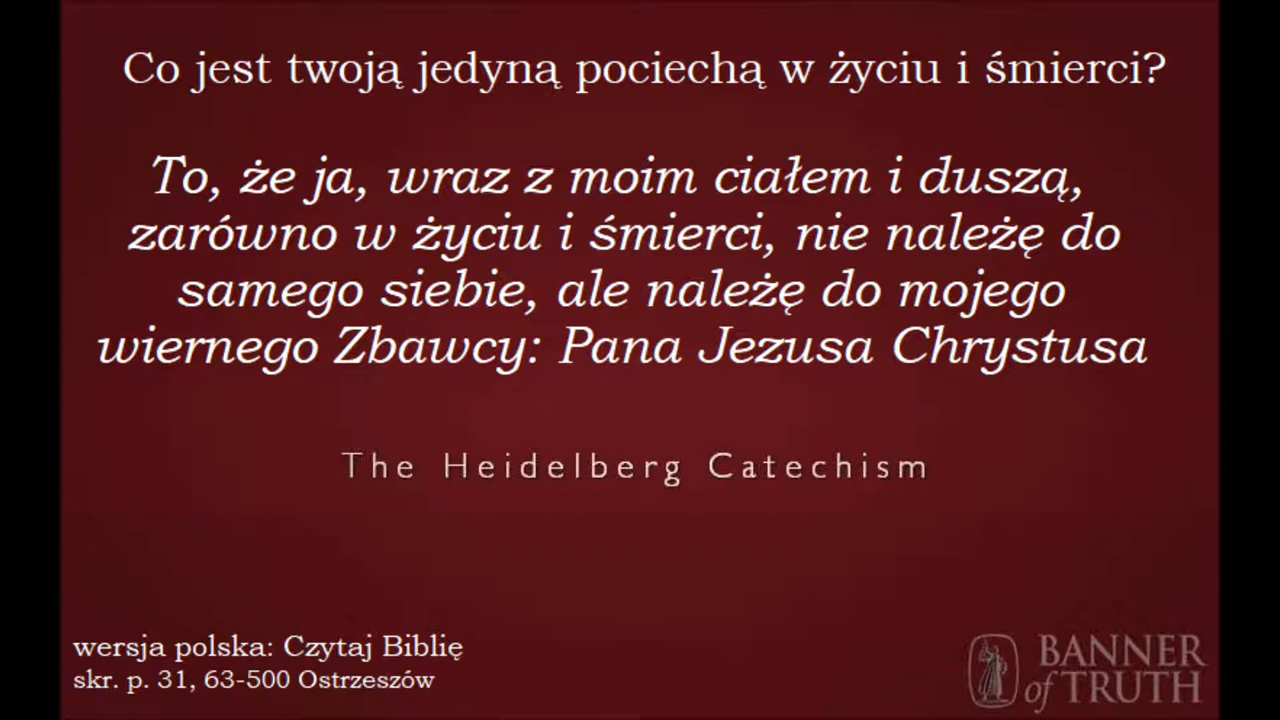 Co jest twoją jedyną pociechą w życiu i śmierci?
To, że ja, wraz z moim ciałem i duszą,
zarówno w życiu i śmierci, nie należę do
samego siebie, ale należę do mojego
wiernego Zbawcy: Pana Jezusa Chrystusa
The Heidelberg Catechism
wersja polska: Czytaj Biblię
skr. p. 31, 63-500 Ostrzeszów
BANNER
of TRUTH